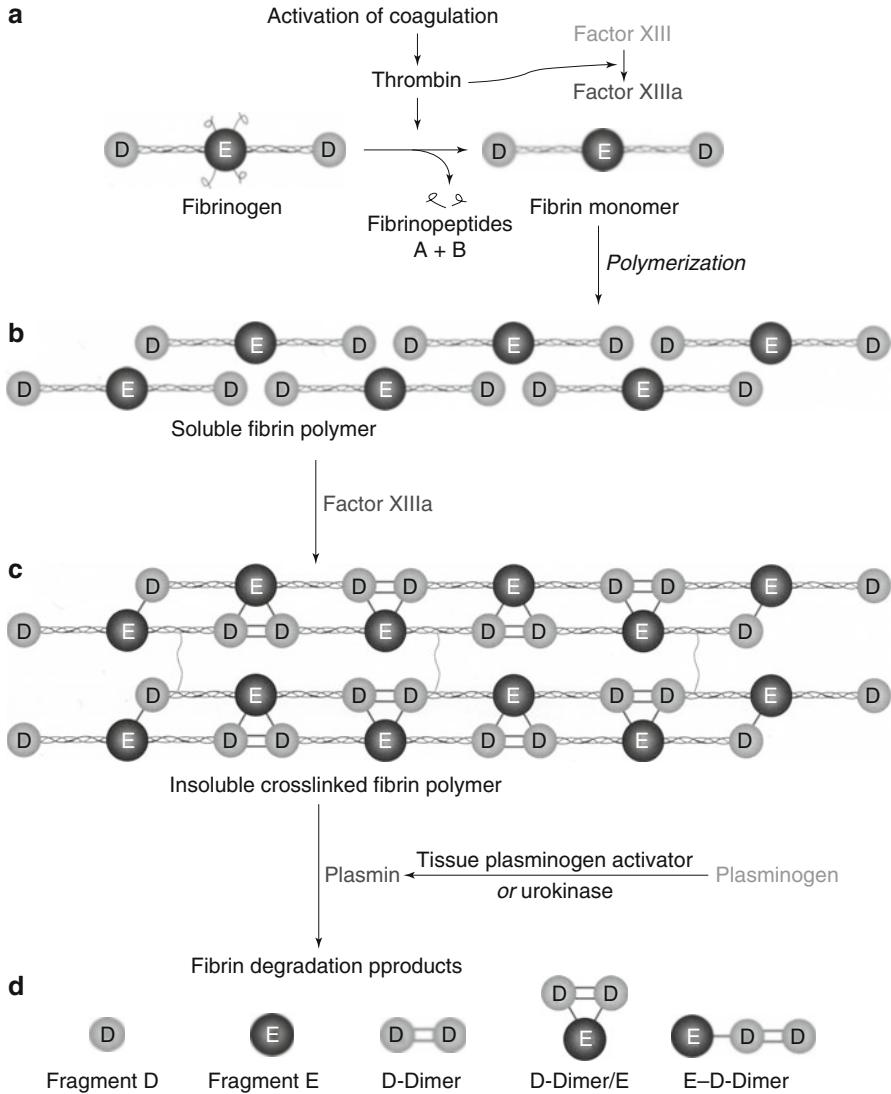 a
Activation of coagulation
Factor XIII
Thrombin
Factor XIIIa
D E D
D E D
Fibrinogen
Fibrinopeptides
A + B
Fibrin monomer
Polymerization
b
D E D D E D D E D
D E D D E D D E D
Soluble fibrin polymer
Factor XIIIa
c
D E D D E D D E D
D E D D E D D E D
D E D D E D D E D
D E D D E D D E D
Insoluble crosslinked fibrin polymer
Plasmin
Tissue plasminogen activator
or urokinase
Plasminogen
Fibrin degradation pproducts
d
D
E
D D
D D
E
E D D
Fragment D
Fragment E
D-Dimer
D-Dimer/E
E–D-Dimer